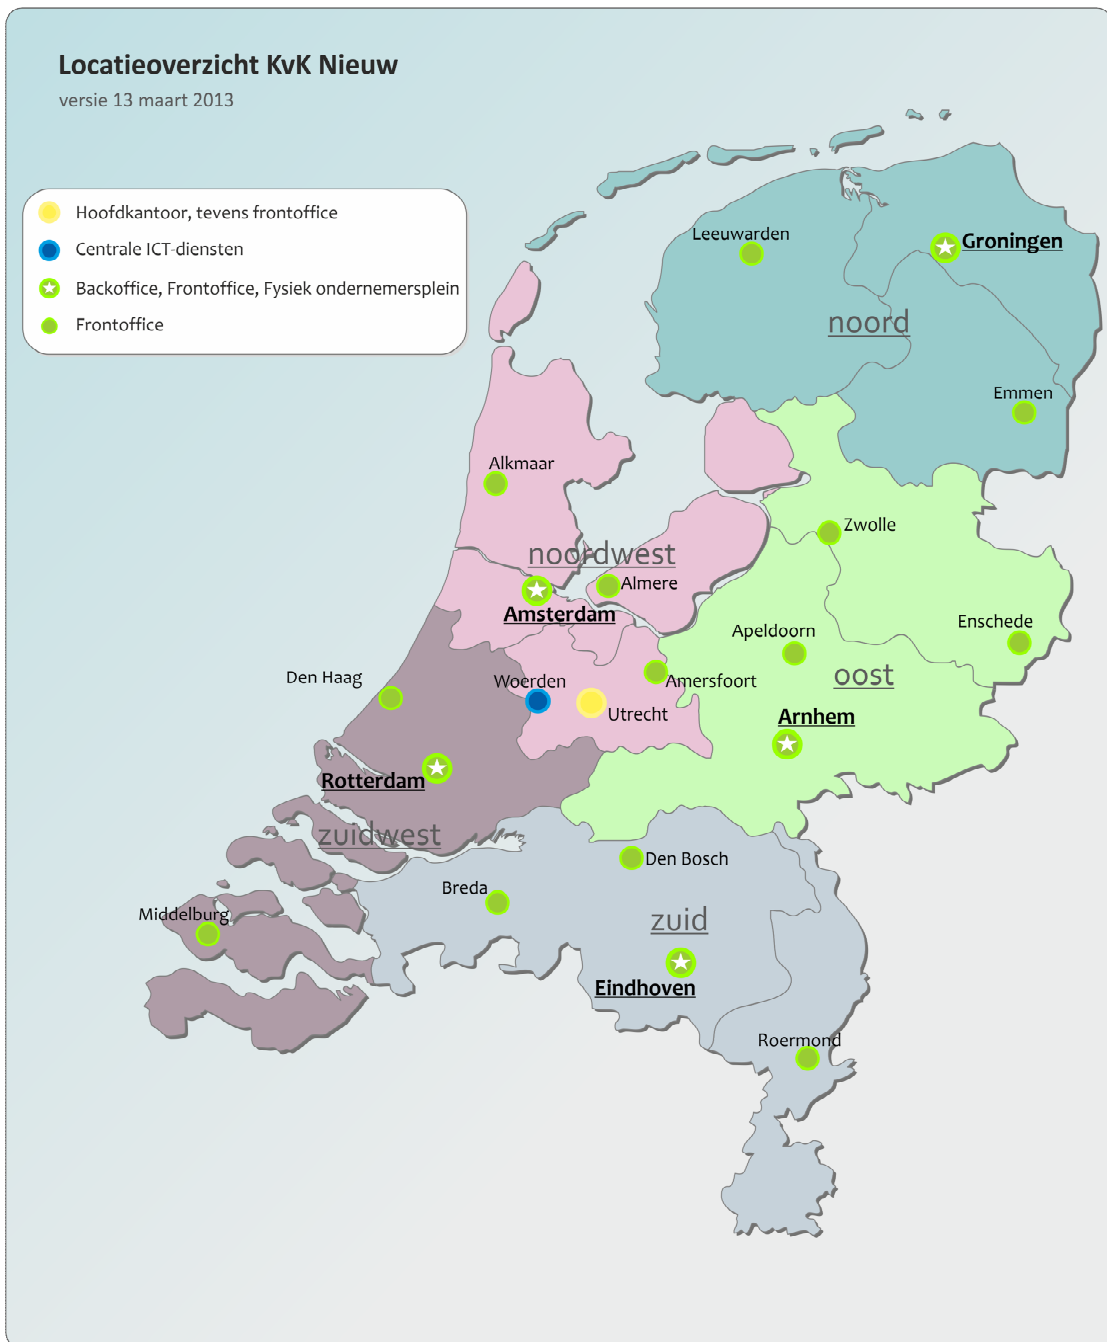 Locatieoverzicht KvK Nieuw
versie 13 maart 2013
Hoofdkantoor, tevens frontoffice
Centrale ICT-diensten
Backoffice, Frontoffice, Fysiek ondernemersplein
Frontoffice
Leeuwarden
Groningen
noord
Emmen
Alkmaar
Zwolle
noordwest
Almere
Amsterdam
Enschede
Apeldoorn
oost
Den Haag
Woerden
Amersfoort
Utrecht
Arnhem
Rotterdam
zuidwest
Den Bosch
Breda
Middelburg
zuid
Eindhoven
Roermond